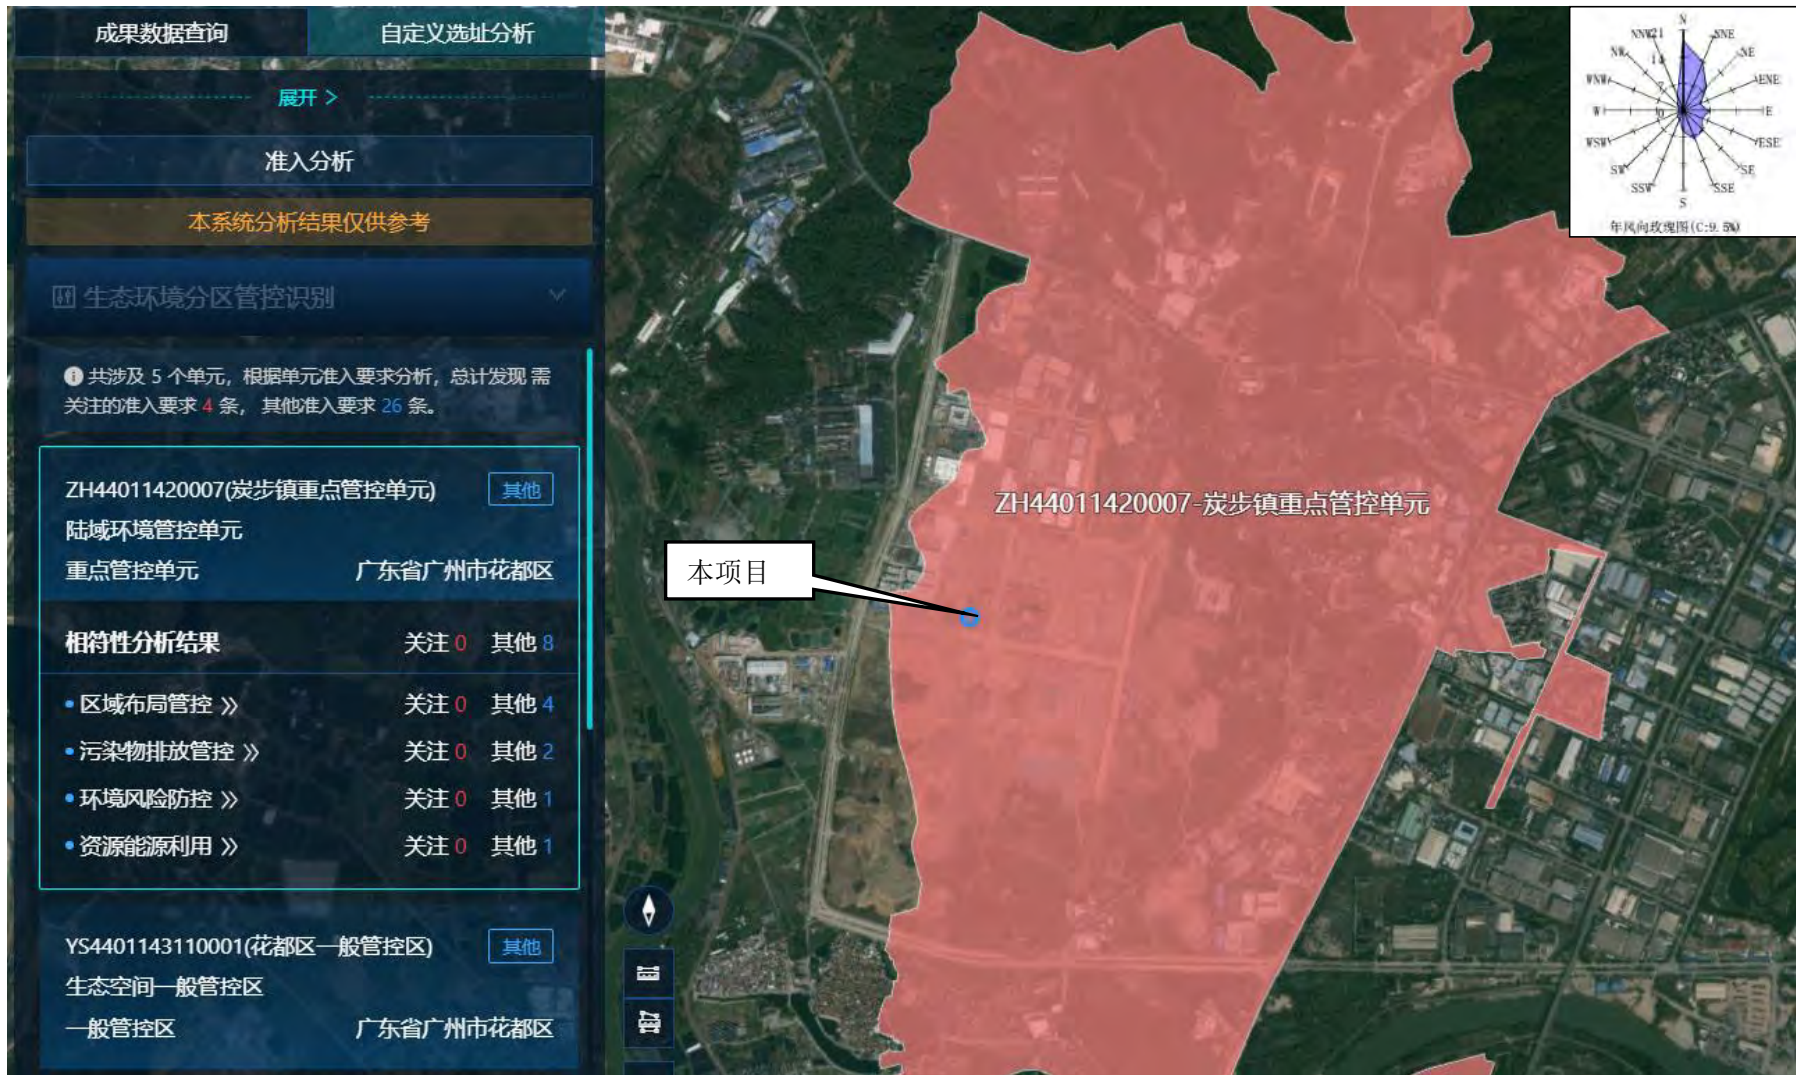 成果数据查询
自定义选址分析
展开 >
准入分析
本系统分析结果仅供参考
生态环境分区管控识别
共涉及 5 个单元，根据单元准入要求分析，总计发现 需
关注的准入要求 4 条， 其他准入要求 26 条。
ZH44011420007(炭步镇重点管控单元)
其他
陆域环境管控单元
重点管控单元
广东省广州市花都区
相符性分析结果
关注 0 其他 8
区域布局管控 »
关注 0 其他 4
污染物排放管控 »
关注 0 其他 2
环境风险防控 »
关注 0 其他 1
资源能源利用 »
关注 0 其他 1
YS4401143110001(花都区一般管控区)
其他
生态空间一般管控区
一般管控区
广东省广州市花都区
本项目
ZH44011420007-炭步镇重点管控单元
N
NNW
21
NNE
NW
14
NE
WNW
7
ENE
W
0
E
WSW
ESE
SW
SE
SSW
SSE
S
年风向玫瑰图(C:9.5%)